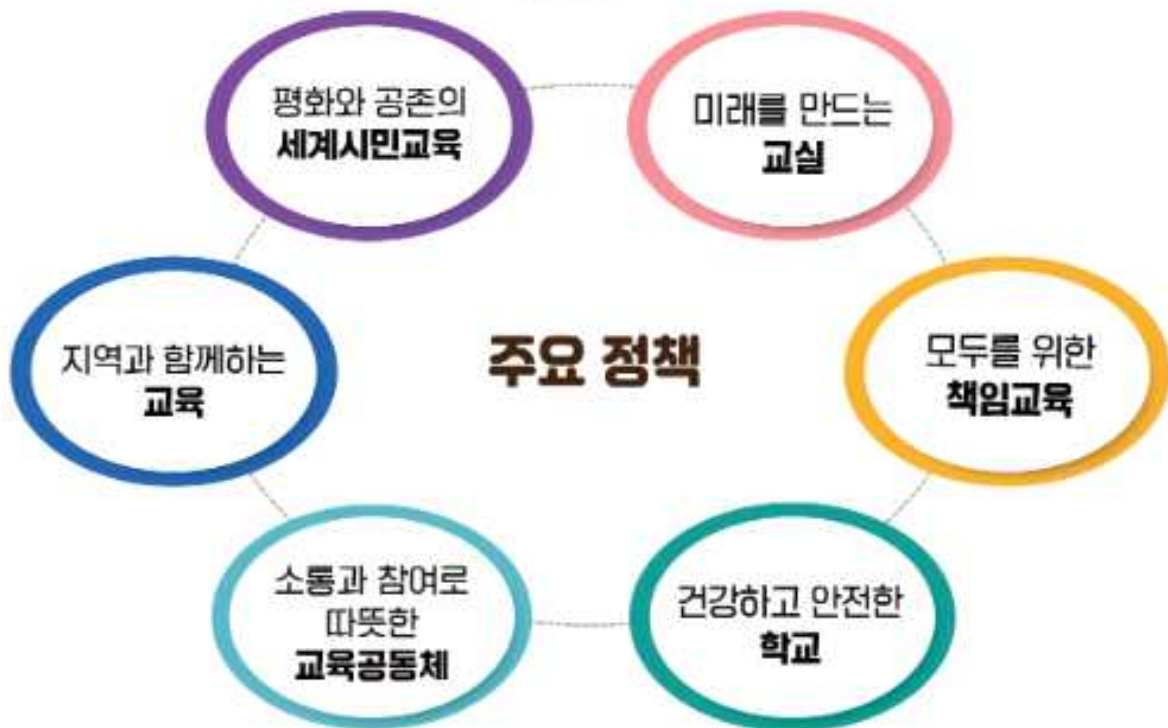 평화와 공존의
세계시민교육
미래를 만드는
교실
지역과 함께하는
교육
주요 정책
모두를 위한
책임교육
소통과 참여로
따뜻한
교육공동체
건강하고 안전한
학교